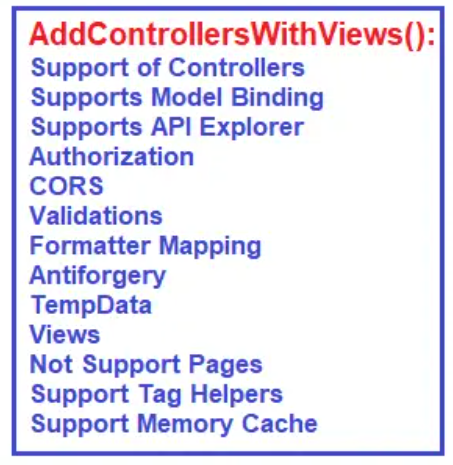 AddControllersWithViews():
Support of Controllers
Supports Model Binding
Supports API Explorer
Authorization
CORS
Validations
Formatter Mapping
Antiforgery
TempData
Views
Not Support Pages
Support Tag Helpers
Support Memory Cache